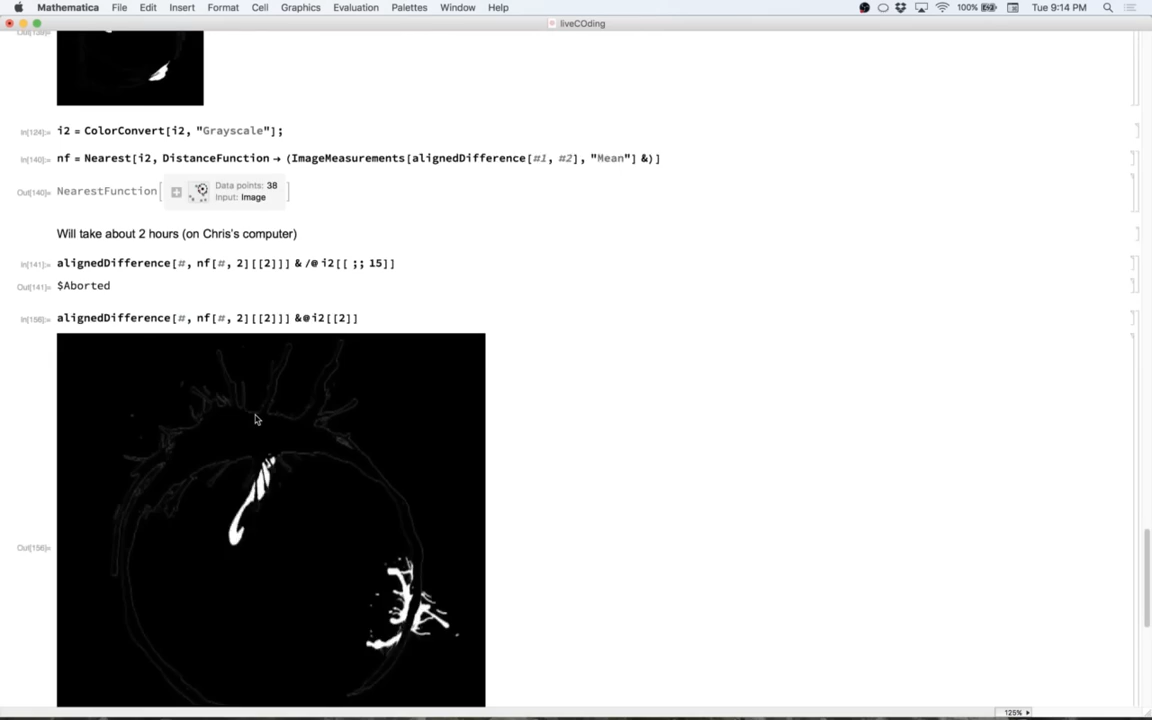 Mathematica File Edit Insert Format Cell Graphics Evaluation Palettes Window Help 100% Tue 9:14 PM
liveCOding
Out[139]=
In[124]:= i2 = ColorConvert[i2, "Grayscale"];
In[140]:= nf = Nearest[i2, DistanceFunction → (ImageMeasurements[alignedDifference[#1, #2], "Mean"] &)]
Data points: 38
Out[140]= NearestFunction[ ]
Input: Image
Will take about 2 hours (on Chris's computer)
In[141]:= alignedDifference[#, nf[#, 2][[2]]] & /@ i2[[ ;; 15]]
Out[141]= $Aborted
In[156]:= alignedDifference[#, nf[#, 2][[2]]] &@ i2[[2]]
Out[156]=
125%